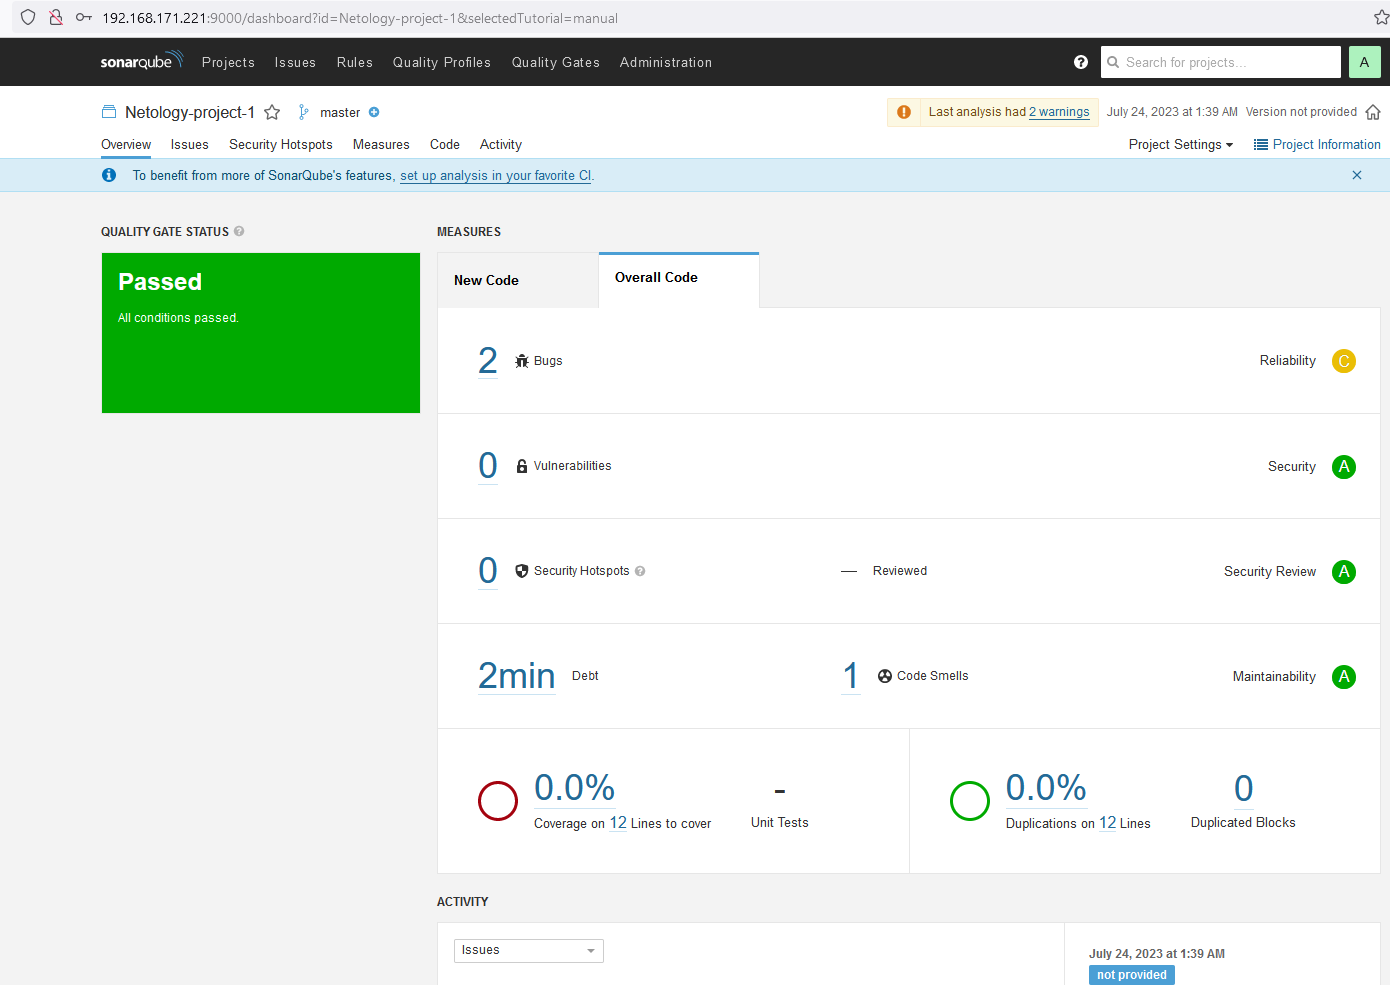 192.168.171.221:9000/dashboard?id=Netology-project-1&selectedTutorial=manual
sonarqube Projects Issues Rules Quality Profiles Quality Gates Administration ? Search for projects... A
Netology-project-1 master Last analysis had 2 warnings July 24, 2023 at 1:39 AM Version not provided
Overview Issues Security Hotspots Measures Code Activity Project Settings Project Information
To benefit from more of SonarQube's features, set up analysis in your favorite CI.
QUALITY GATE STATUS ? MEASURES
Passed
All conditions passed.
New Code Overall Code
2 Bugs Reliability C
0 Vulnerabilities Security A
0 Security Hotspots ? — Reviewed Security Review A
2min Debt 1 Code Smells Maintainability A
0.0% - 0.0% 0
Coverage on 12 Lines to cover Unit Tests Duplications on 12 Lines Duplicated Blocks
ACTIVITY
Issues July 24, 2023 at 1:39 AM
not provided